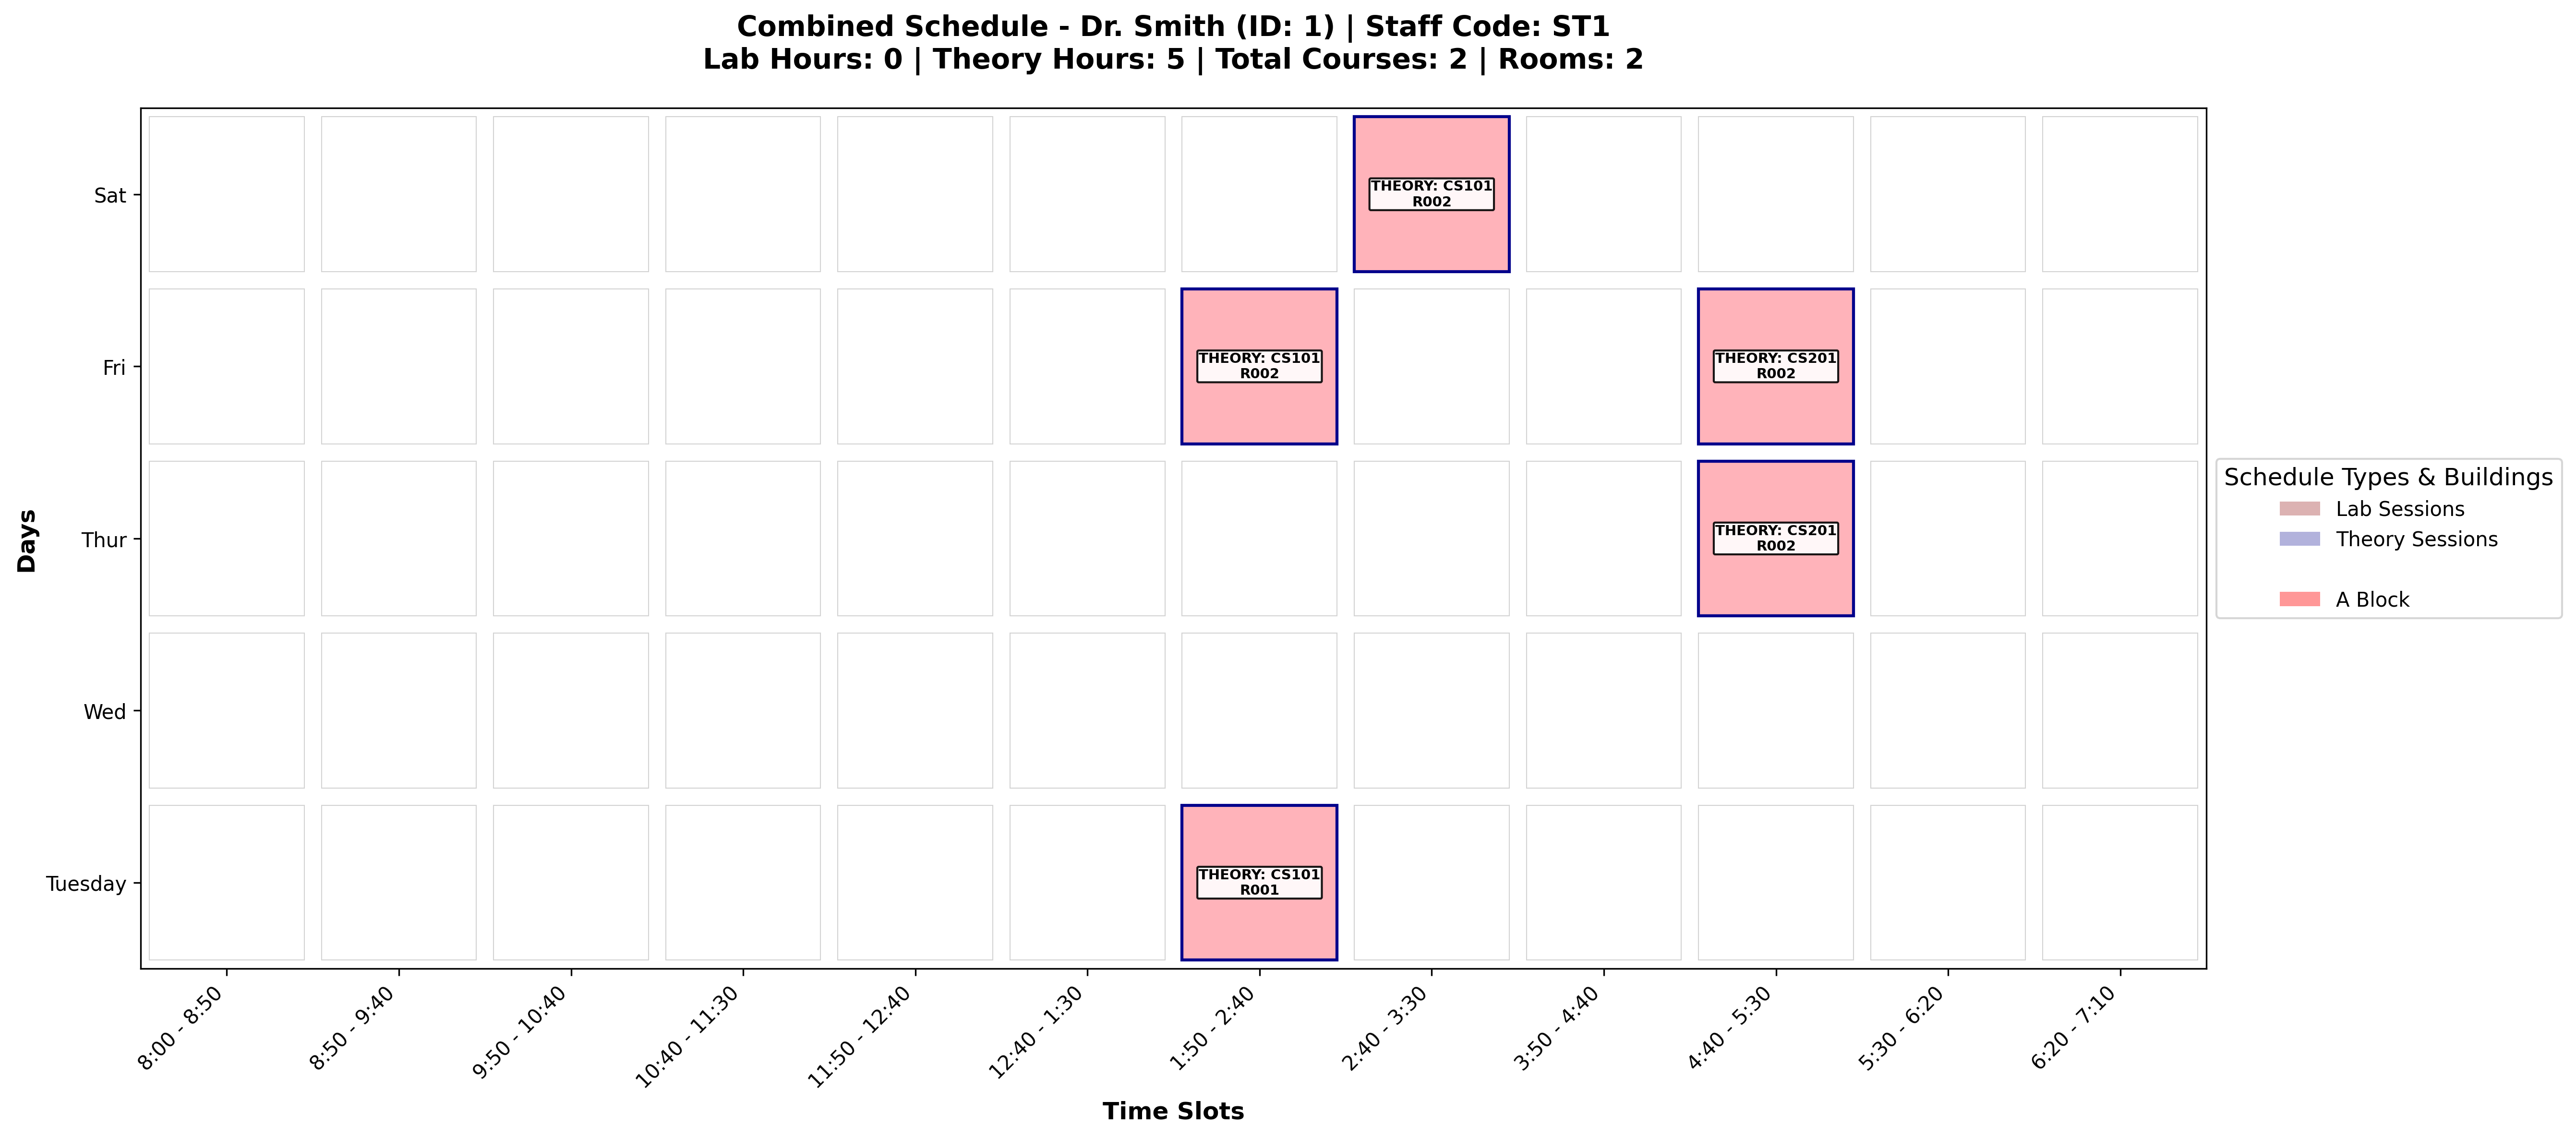 Combined Schedule - Dr. Smith (ID: 1) | Staff Code: ST1
Lab Hours: 0 | Theory Hours: 5 | Total Courses: 2 | Rooms: 2
Days
Sat
THEORY: CS101
R002
Fri
THEORY: CS101
R002
THEORY: CS201
R002
Thur
THEORY: CS201
R002
Wed
Tuesday
THEORY: CS101
R001
8:00 - 8:50
8:50 - 9:40
9:50 - 10:40
10:40 - 11:30
11:50 - 12:40
12:40 - 1:30
1:50 - 2:40
2:40 - 3:30
3:50 - 4:40
4:40 - 5:30
5:30 - 6:20
6:20 - 7:10
Time Slots
Schedule Types & Buildings
Lab Sessions
Theory Sessions
A Block